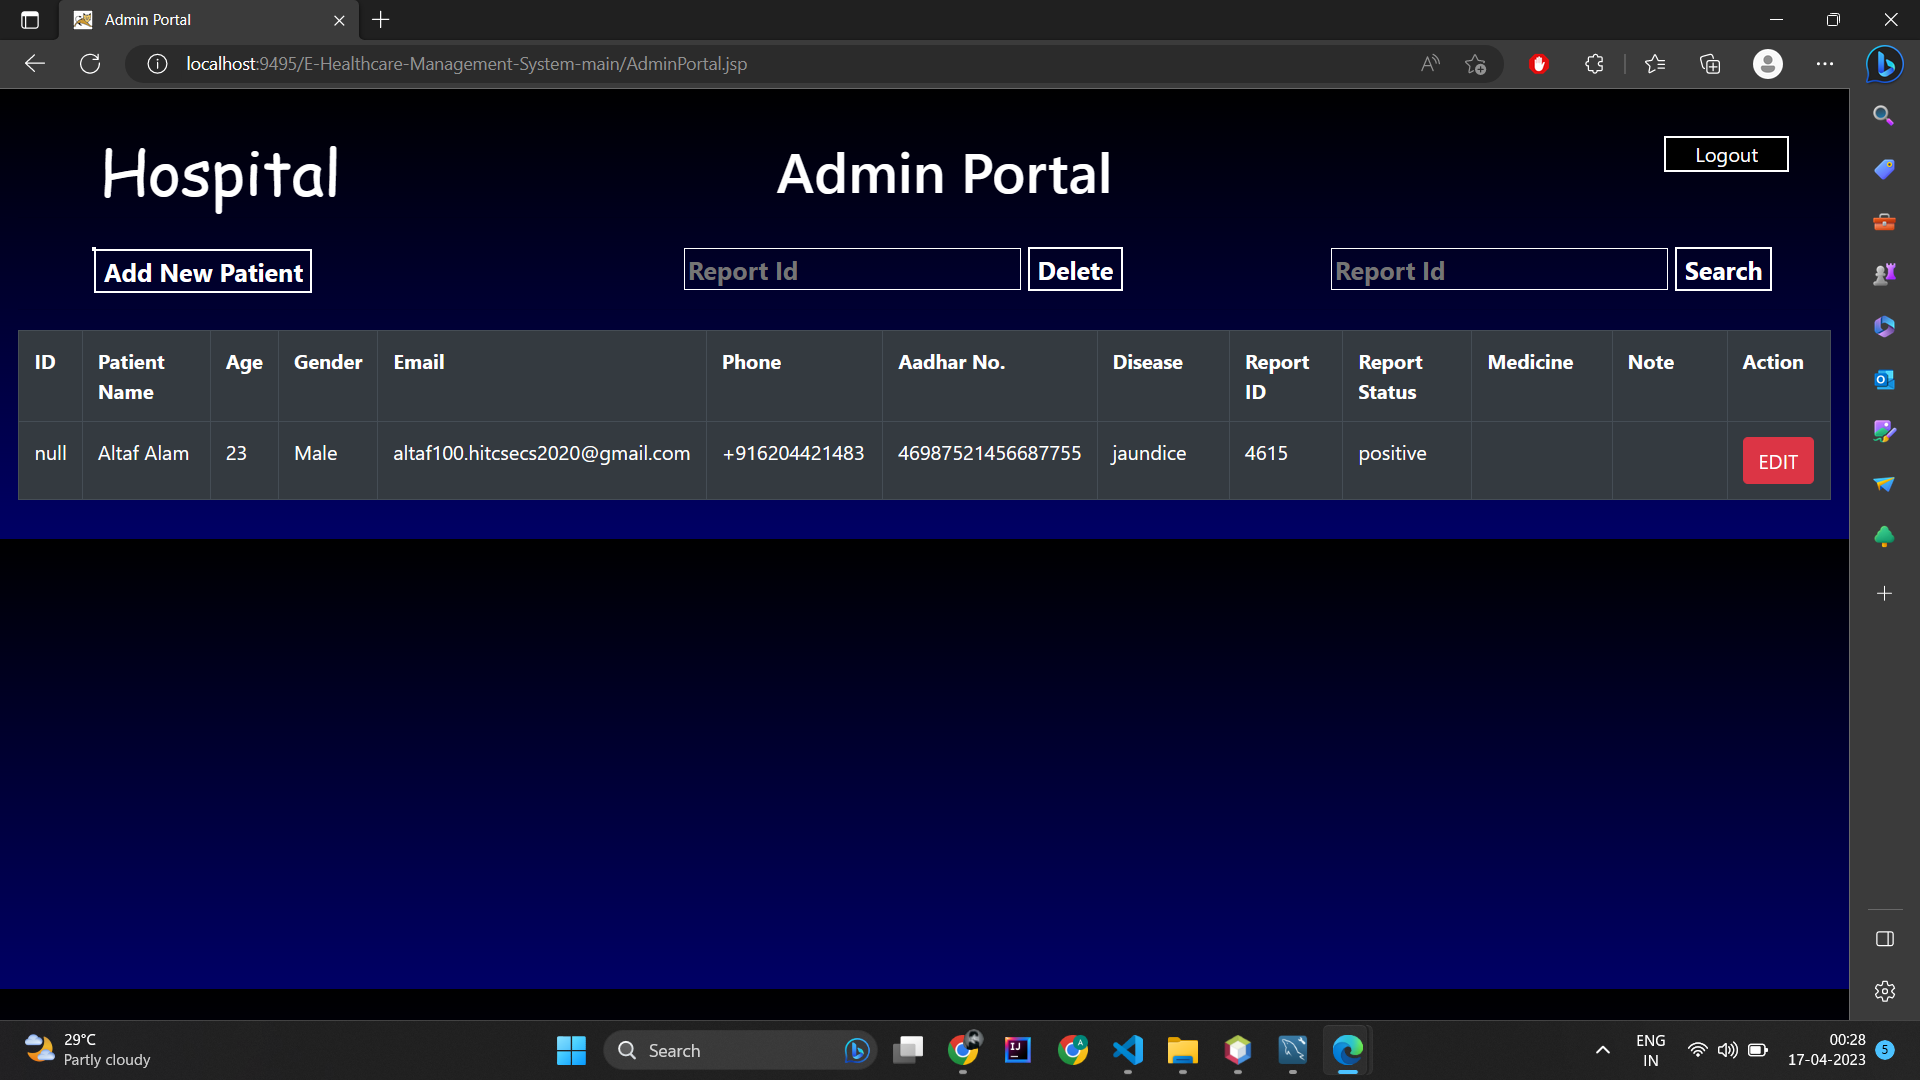 Admin Portal
localhost:9495/E-Healthcare-Management-System-main/AdminPortal.jsp
Hospital
Admin Portal
Logout
Add New Patient
Report Id
Delete
Report Id
Search
ID
Patient Name
Age
Gender
Email
Phone
Aadhar No.
Disease
Report ID
Report Status
Medicine
Note
Action
null
Altaf Alam
23
Male
altaf100.hitcsecs2020@gmail.com
+916204421483
46987521456687755
jaundice
4615
positive
EDIT
29°C
Partly cloudy
Search
ENG
IN
00:28
17-04-2023
5